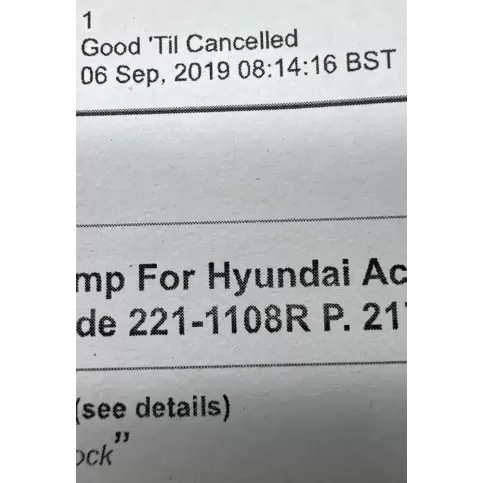 1
Good 'Til Cancelled
06 Sep, 2019 08:14:16 BST
mp For Hyundai Ac
de 221-1108R P. 21
(see details)
ock"